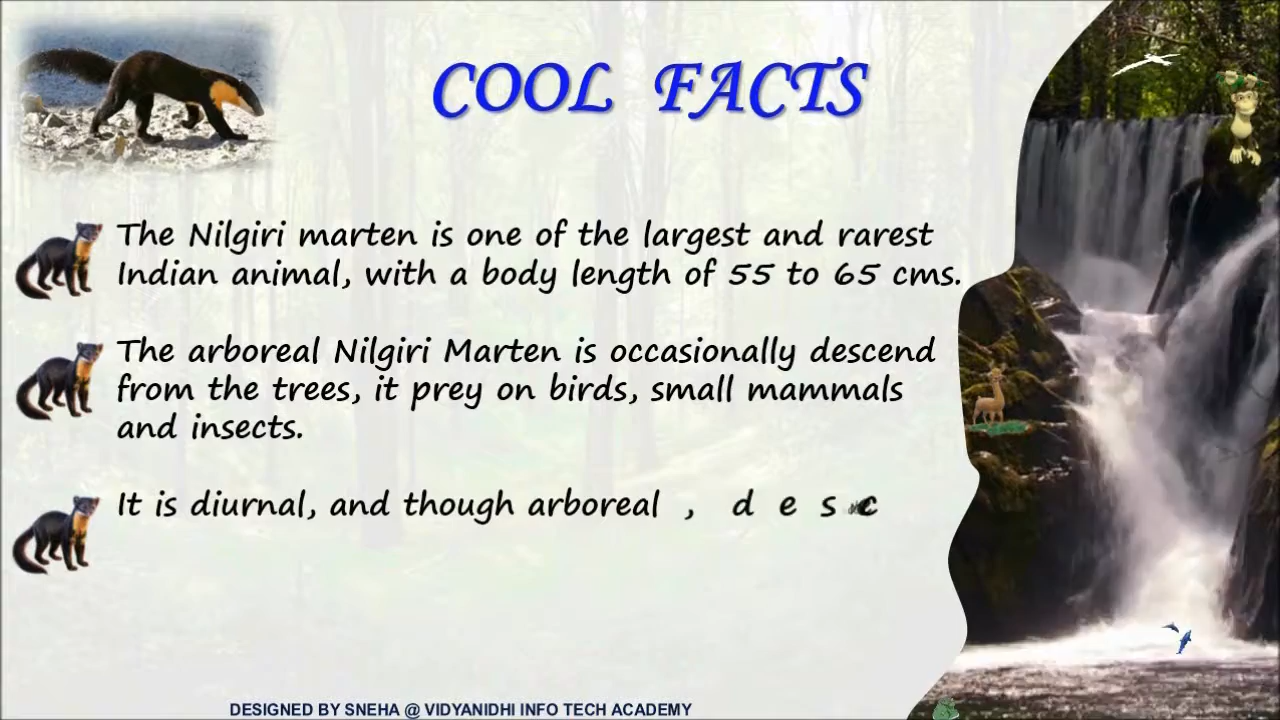 COOL FACTS
The Nilgiri marten is one of the largest and rarest
Indian animal, with a body length of 55 to 65 cms.
The arboreal Nilgiri Marten is occasionally descend
from the trees, it prey on birds, small mammals
and insects.
It is diurnal, and though arboreal , d e s c
DESIGNED BY SNEHA @ VIDYANIDHI INFO TECH ACADEMY